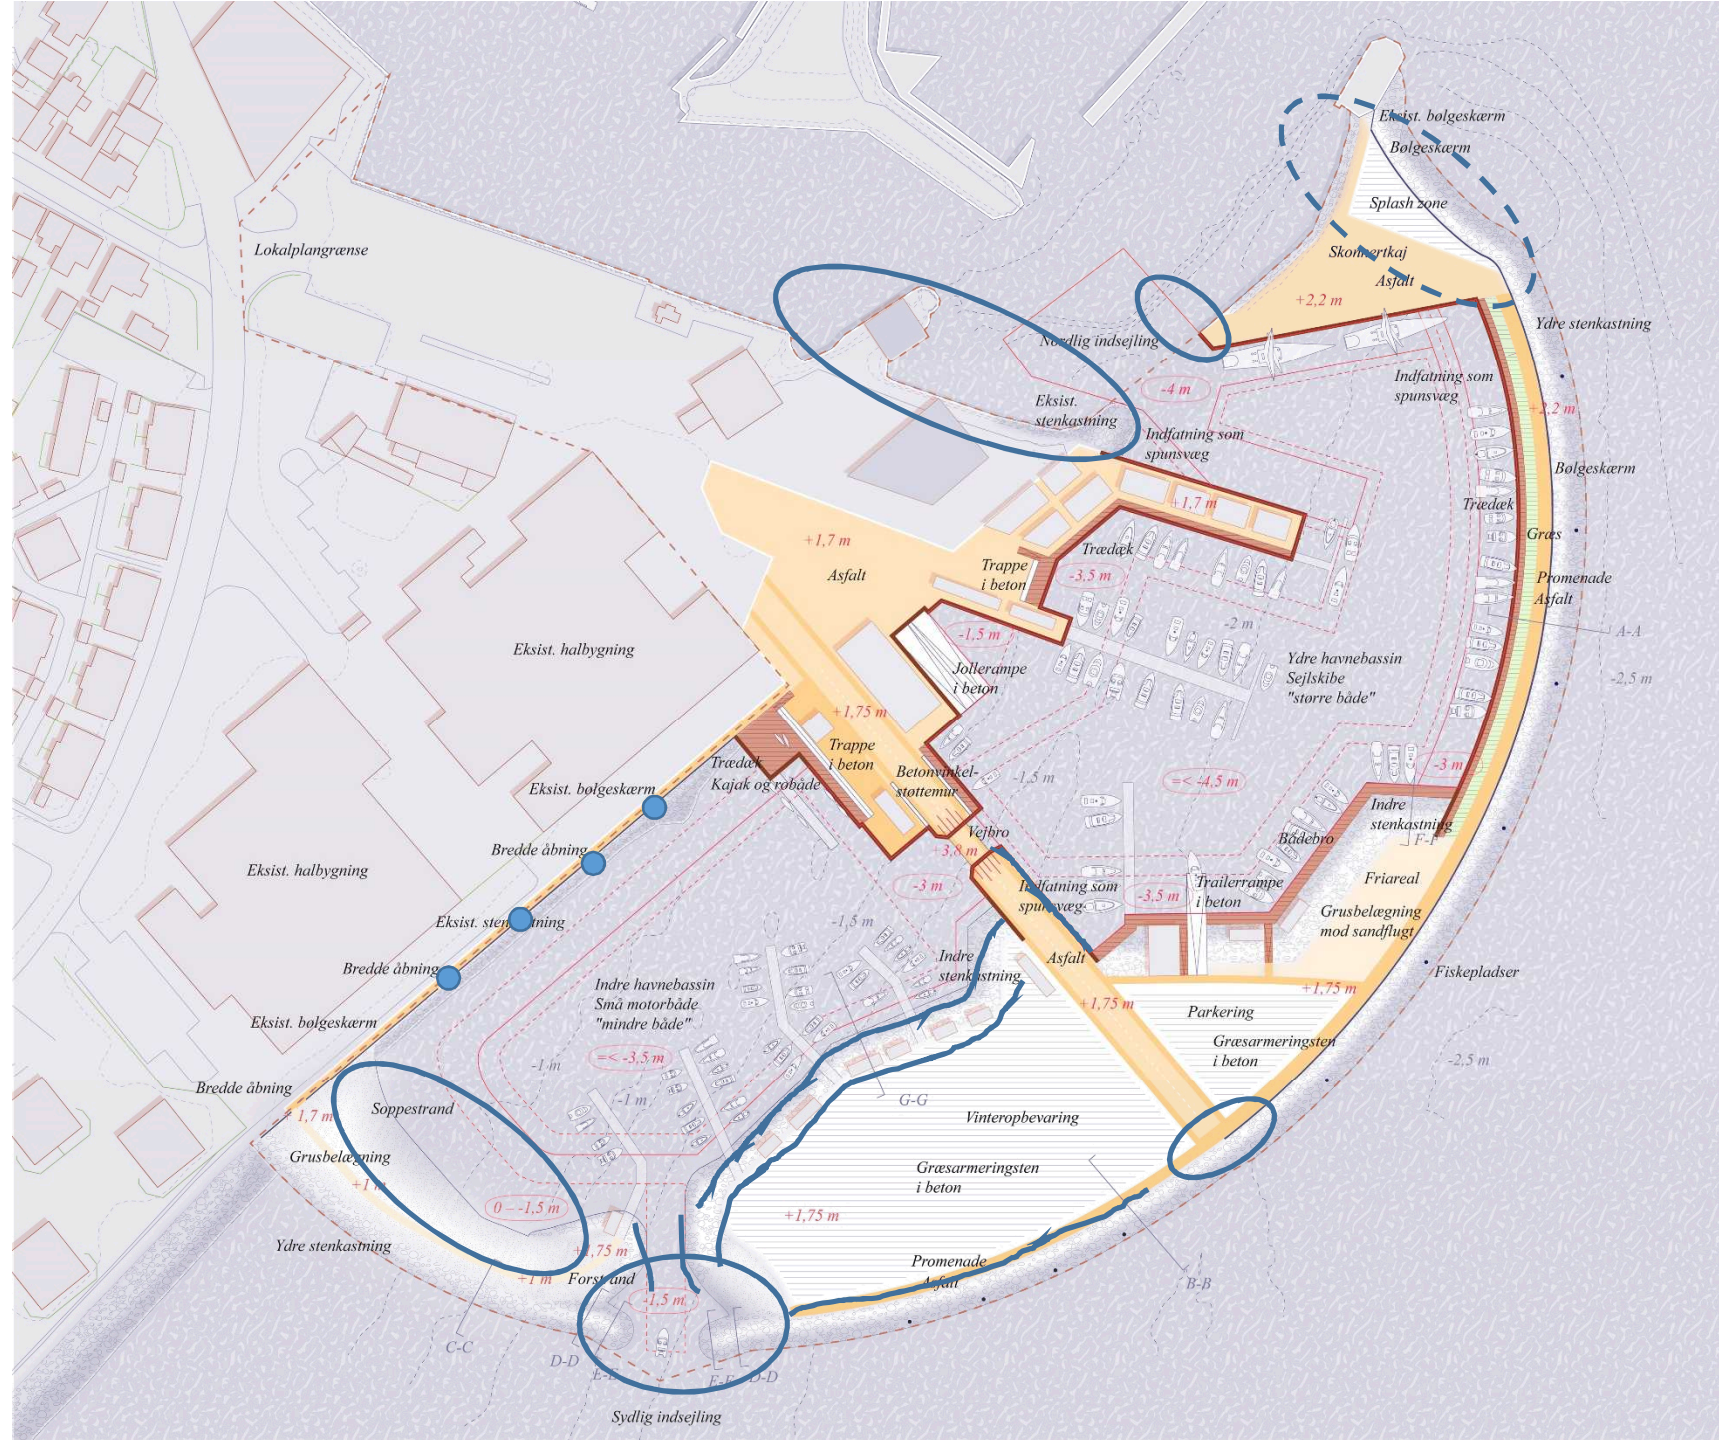 Eksist. bølgeskærm
Bølgeskærm
Splash zone
Lokalplangrænse
Skonnertkaj
Asfalt
+2,2 m
Ydre stenkastning
Nordlig indsejling
-4 m
Indfatning som
spunsvæg
Eksist.
stenkastning
+2,2 m
Indfatning som
spunsvæg
Bølgeskærm
+1,7 m
Trædæk
Græs
+1,7 m
Trædæk
Asfalt
Trappe
i beton
-3,5 m
Promenade
Asfalt
-2 m
A-A
-1,5 m
Eksist. halbygning
Jollerampe
i beton
Ydre havnebassin
Sejlskibe
"større både"
-2,5 m
+1,75 m
Trappe
i beton
Trædæk
Kajak og robåde
Betonvinkel-
støttemur
-1,5 m
=< -4,5 m
-3 m
Eksist. bølgeskærm
Indre
stenkastning
Vejbro
+3,8 m
Bådebro
F-F
Bredde åbning
Eksist. halbygning
-3 m
Indfatning som
spunsvæg
-3,5 m
Trailerrampe
i beton
Friareal
Grusbelægning
mod sandflugt
Eksist. stenkastning
-1,5 m
Indre
stenkastning
Asfalt
Bredde åbning
Fiskepladser
Indre havnebassin
Små motorbåde
"mindre både"
+1,75 m
+1,75 m
Parkering
Eksist. bølgeskærm
Græsarmeringsten
i beton
=< -3,5 m
-1 m
-2,5 m
Bredde åbning
-1 m
G-G
Soppestrand
1,7 m
Vinteropbevaring
Grusbelægning
+1 m
Græsarmeringsten
i beton
0 – -1,5 m
+1,75 m
Ydre stenkastning
+1,75 m
+1 m
Forstrand
Promenade
Asfalt
B-B
-1,5 m
C-C
D-D
E-E
E-E
D-D
Sydlig indsejling